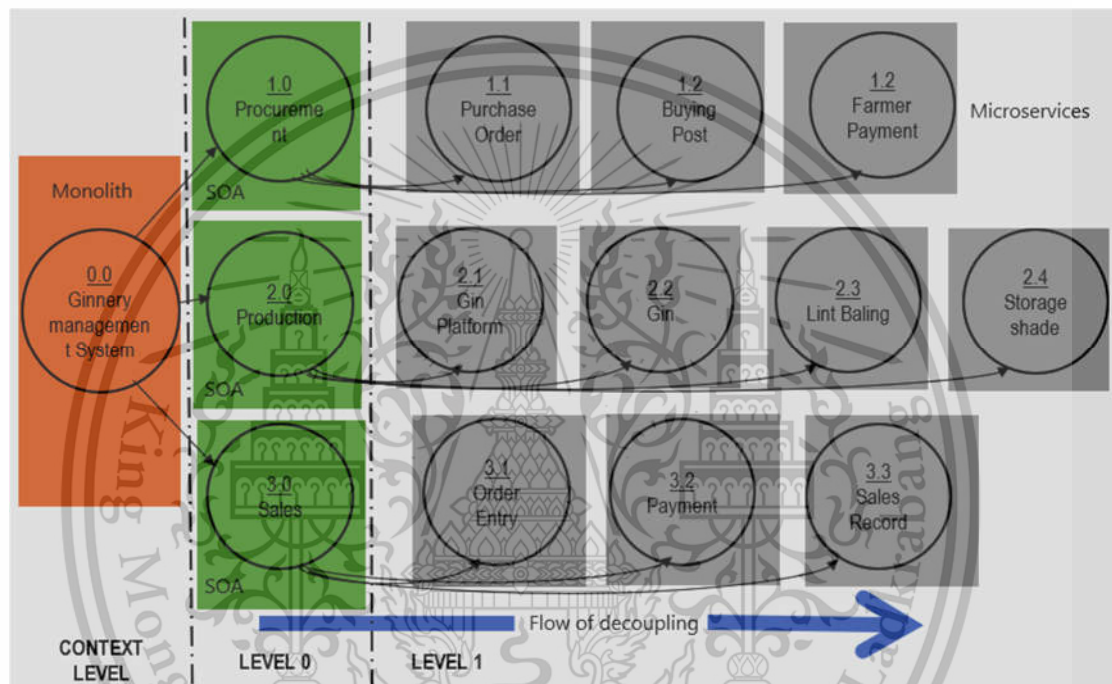 1.0
Procureme
nt
SOA
1.1
Purchase
Order
1.2
Buying
Post
1.2
Farmer
Payment
Microservices
Monolith
0.0
Ginnery
managemen
t System
2.0
Production
SOA
2.1
Gin
Platform
2.2
Gin
2.3
Lint Baling
2.4
Storage
shade
3.0
Sales
SOA
3.1
Order
Entry
3.2
Payment
3.3
Sales
Record
Flow of decoupling
CONTEXT
LEVEL
LEVEL 0
LEVEL 1
King Mong
Ladkrabang